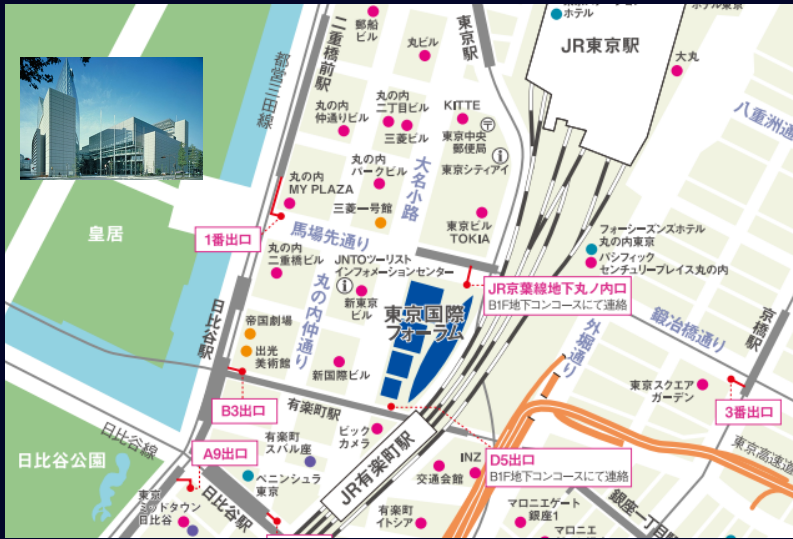 ホテル
JR東京駅
大丸
八重洲通
郵船
ビル
丸ビル
東京駅
二重橋前駅
都営三田線
丸の内
仲通りビル
丸の内
二丁目ビル
三菱ビル
KITTE
東京中央
郵便局
東京シティアイ
丸の内
パークビル
大名小路
丸の内
MY PLAZA
三菱一号館
皇居
1番出口
馬場先通り
東京ビル
TOKIA
フォーシーズンズホテル
丸の内東京
パシフィック
センチュリープレイス丸の内
丸の内
二重橋ビル
JNTOツーリスト
インフォメーションセンター
新東京
ビル
丸の内仲通り
JR京葉線地下丸ノ内口
B1F地下コンコースにて連絡
東京国際
フォーラム
外堀通り
鍛冶橋通り
京橋駅
日比谷駅
帝国劇場
出光
美術館
新国際ビル
東京スクエア
ガーデン
3番出口
B3出口
有楽町駅
ビック
カメラ
日比谷線
日比谷公園
A9出口
有楽町
スバル座
JR有楽町駅
INZ
交通会館
D5出口
B1F地下コンコースにて連絡
東京高速道
ペニンシュラ
東京
東京
ミッドタウン
日比谷
日比谷駅
有楽町
イトシア
マロニエゲート
銀座1
マロニエ
銀座一丁目駅